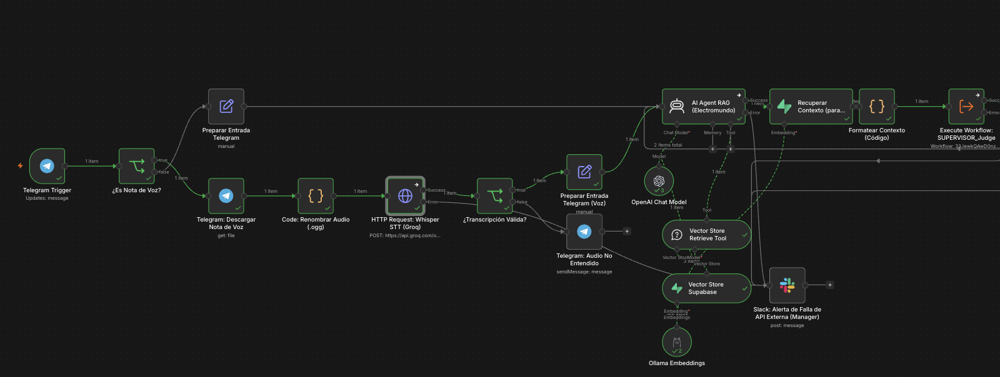 Preparar Entrada
Telegram
manual
Telegram Trigger
Updates: message
1 item
¿Es Nota de Voz?
true
false
1 item
Telegram: Descargar
Nota de Voz
get: file
1 item
Code: Renombrar Audio
(.ogg)
1 item
HTTP Request: Whisper
STT (Groq)
POST: https://api.groq.com/o...
Success
Error
1 item
¿Transcripción Válida?
true
false
1 item
Preparar Entrada
Telegram (Voz)
manual
Telegram: Audio No
Entendido
sendMessage: message
1 item
AI Agent RAG
(Electromundo)
Success
Error
1 item
Chat Model*
Memory
Tool
2 items total
Model
OpenAI Chat Model
3
1 item
1 item
Tool
Vector Store
Retrieve Tool
Vector Store
Model*
3 items
Vector Store
Vector Store
Supabase
Embedding*
Embeddings
2
Ollama Embeddings
Recuperar
Contexto (para...
Embedding*
Formatear Contexto
(Código)
1 item
Execute Workflow:
SUPERVISOR_Judge
Error
Slack: Alerta de Falla de
API Externa (Manager)
post: message